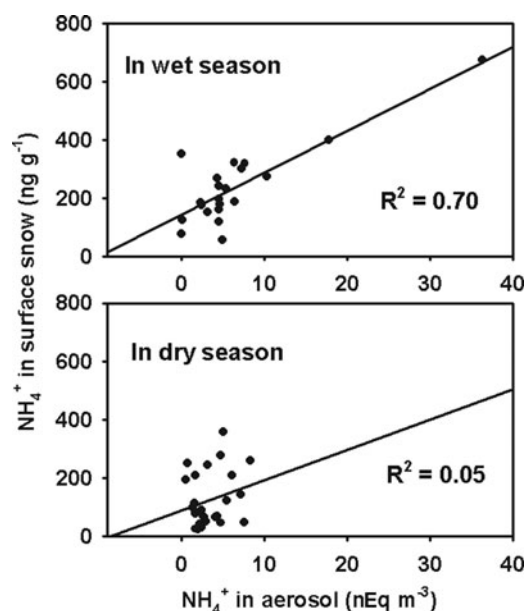 800
600
400
200
0
In wet season
R² = 0.70
0 10 20 30 40
NH₄⁺ in surface snow (ng g⁻¹)
800
600
400
200
0
In dry season
R² = 0.05
0 10 20 30 40
NH₄⁺ in aerosol (nEq m⁻³)